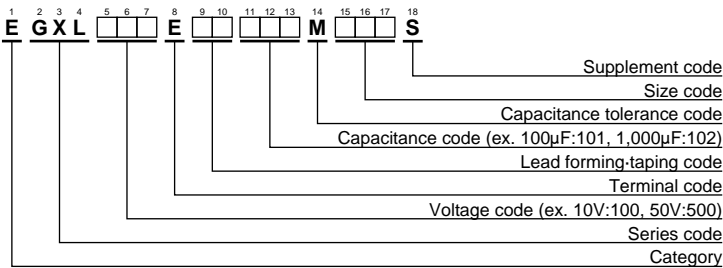 1 2 3 4 5 6 7 8 9 10 11 12 13 14 15 16 17 18
E G X L E M S
Supplement code
Size code
Capacitance tolerance code
Capacitance code (ex. 100μF:101, 1,000μF:102)
Lead forming·taping code
Terminal code
Voltage code (ex. 10V:100, 50V:500)
Series code
Category